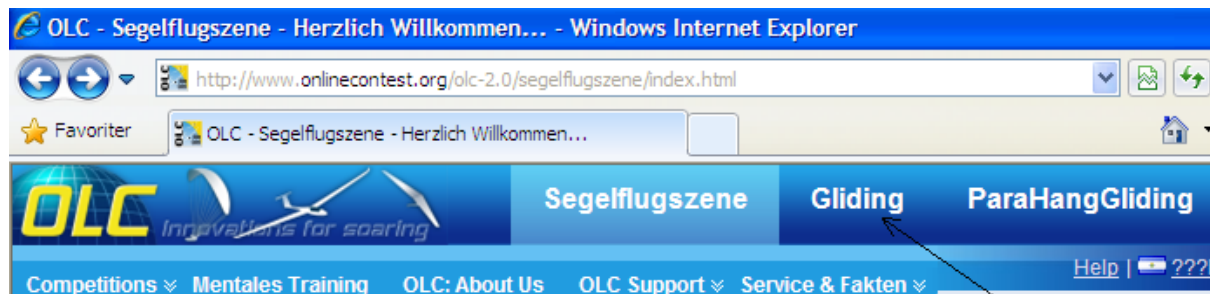 OLC - Segelflugszene - Herzlich Willkommen... - Windows Internet Explorer
http://www.onlinecontest.org/olc-2.0/segelflugszene/index.html
Favoriter OLC - Segelflugszene - Herzlich Willkommen...
OLC Innovations for soaring Segelflugszene Gliding ParaHangGliding
Help | ???
Competitions Mentales Training OLC: About Us OLC Support Service & Fakten